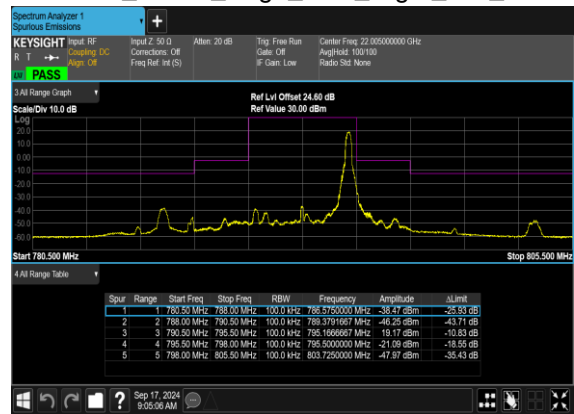 Spectrum Analyzer 1
Spurious Emissions
+
KEYSIGHT Input: RF
R T Coupling: DC
Align: Off
LW PASS
Input Z: 50 Ω
Corrections: Off
Freq Ref: Int (S)
Atten: 20 dB
Trig: Free Run
Gate: Off
IF Gain: Low
Center Freq: 22.005000000 GHz
Avg|Hold: 100/100
Radio Std: None
3 All Range Graph
Scale/Div 10.0 dB
Ref Lvl Offset 24.60 dB
Ref Value 30.00 dBm
Log
20.0
10.0
0.00
-10.0
-20.0
-30.0
-40.0
-50.0
-60.0
Start 780.500 MHz
Stop 805.500 MHz
4 All Range Table
Spur Range Start Freq Stop Freq RBW Frequency Amplitude ΔLimit
1 1 780.50 MHz 788.00 MHz 100.0 kHz 786.5750000 MHz -38.47 dBm -25.93 dB
2 2 788.00 MHz 790.50 MHz 100.0 kHz 789.3791667 MHz -46.25 dBm -43.71 dB
3 3 790.50 MHz 795.50 MHz 100.0 kHz 795.1666667 MHz 19.17 dBm -10.83 dB
4 4 795.50 MHz 798.00 MHz 100.0 kHz 795.5000000 MHz -21.09 dBm -18.55 dB
5 5 798.00 MHz 805.50 MHz 100.0 kHz 803.7250000 MHz -47.97 dBm -35.43 dB
?
Sep 17, 2024
9:05:06 AM